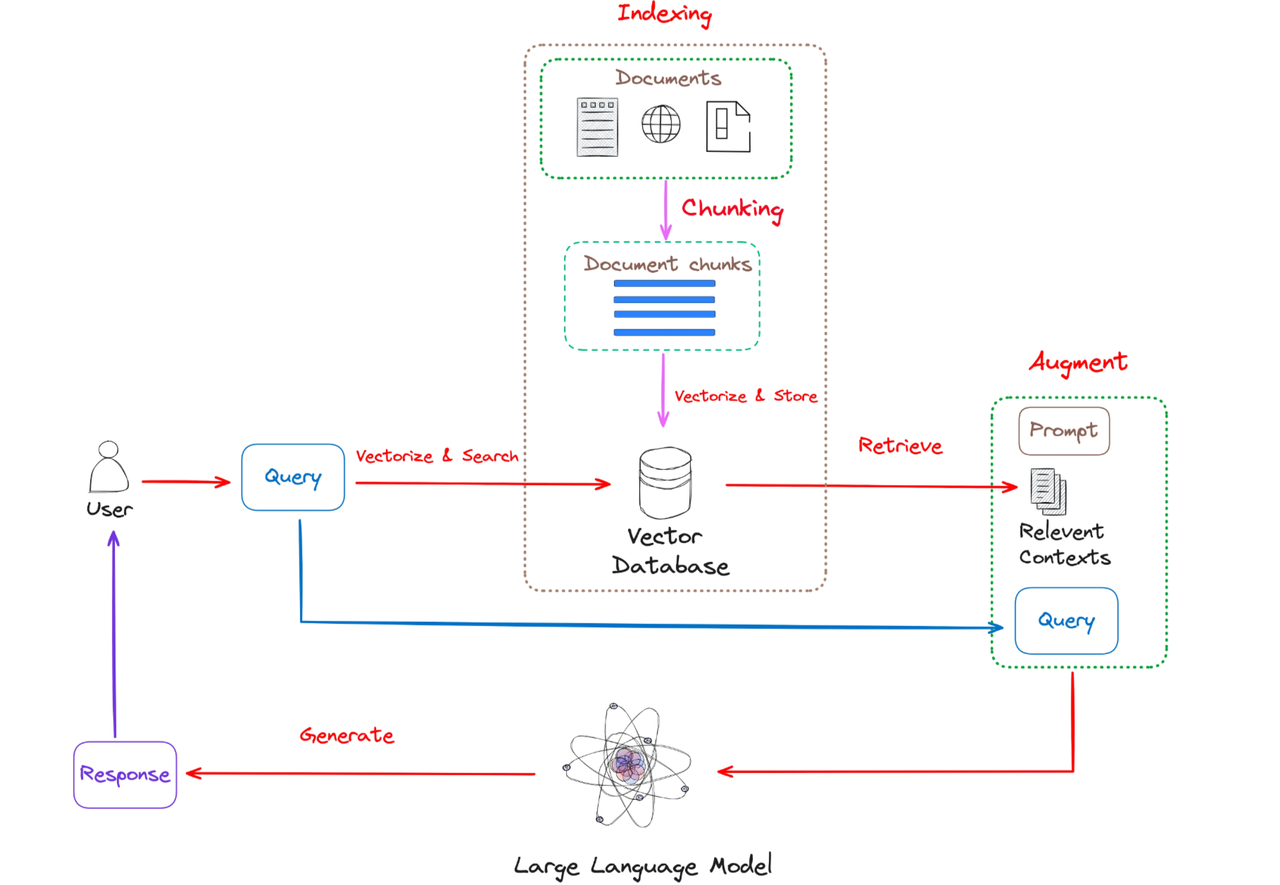 Indexing
Documents
Chunking
Document chunks
Vectorize & Store
Augment
Prompt
Retrieve
Vectorize & Search
Query
User
Relevent
Contexts
Vector
Database
Query
Generate
Response
Large Language Model